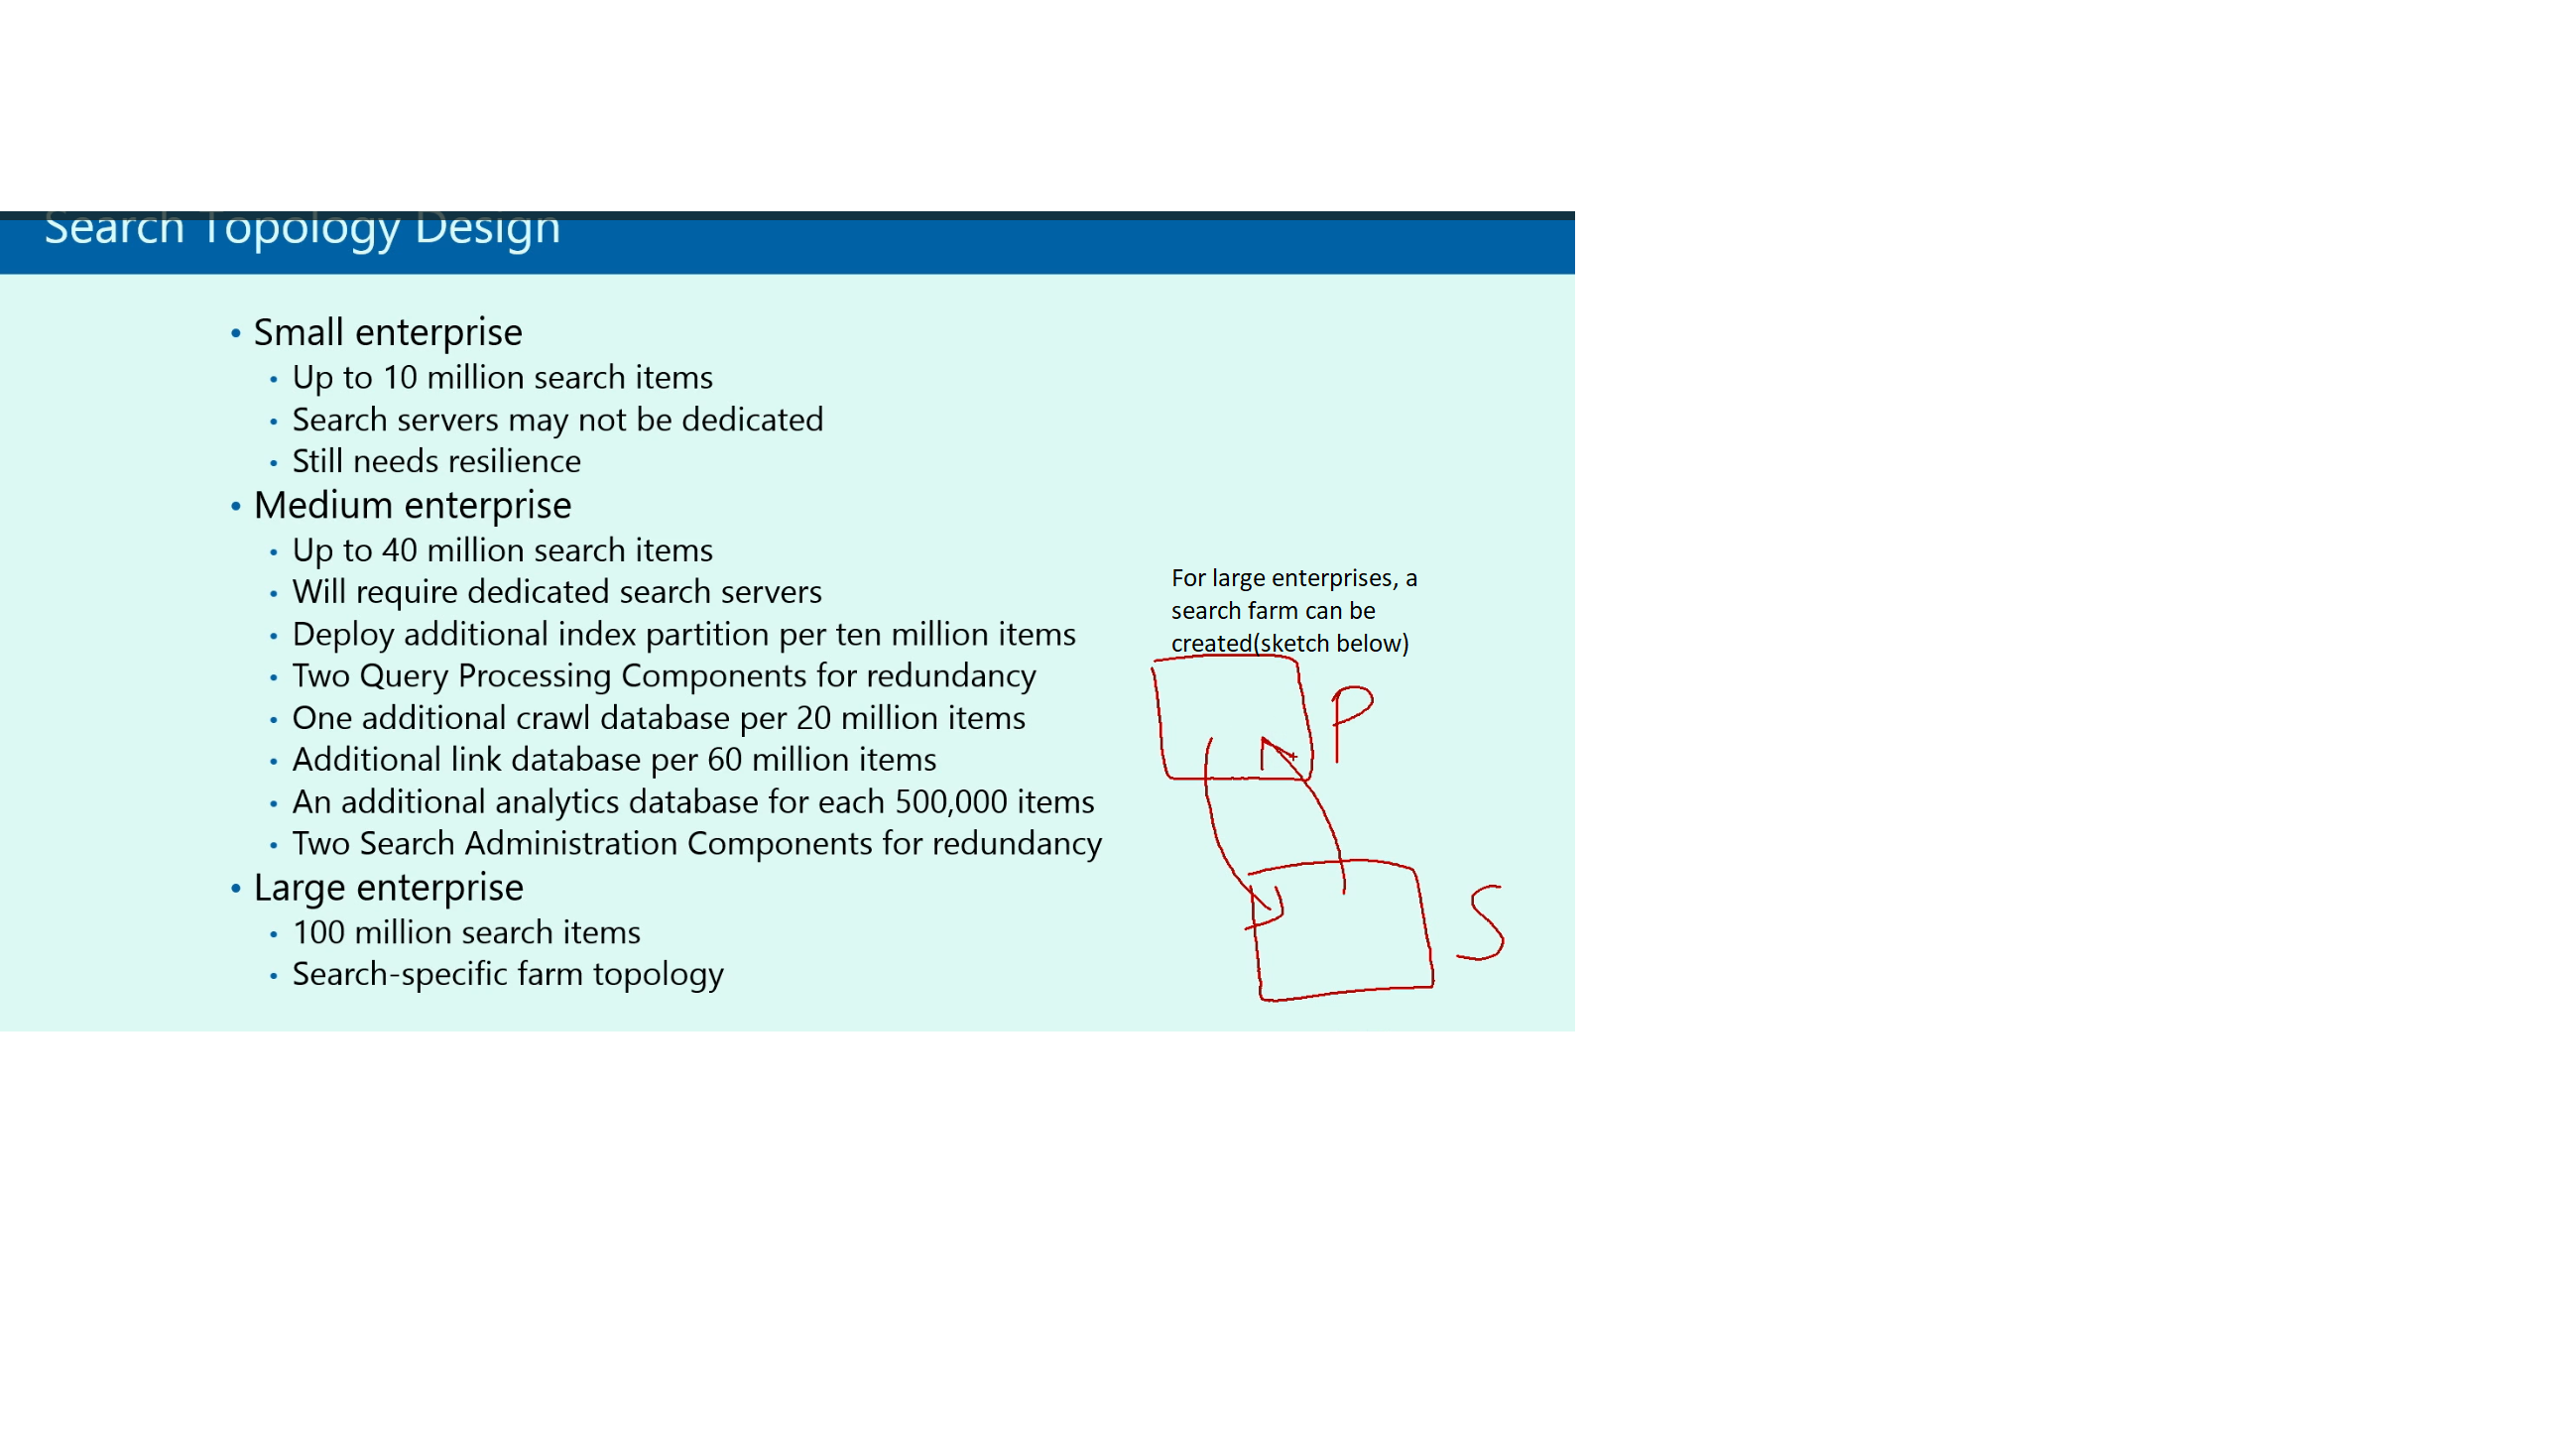 Search Topology Design
• Small enterprise
• Up to 10 million search items
• Search servers may not be dedicated
• Still needs resilience
• Medium enterprise
• Up to 40 million search items
• Will require dedicated search servers
• Deploy additional index partition per ten million items
• Two Query Processing Components for redundancy
• One additional crawl database per 20 million items
• Additional link database per 60 million items
• An additional analytics database for each 500,000 items
• Two Search Administration Components for redundancy
• Large enterprise
• 100 million search items
• Search-specific farm topology
For large enterprises, a
search farm can be
created(sketch below)
P
S